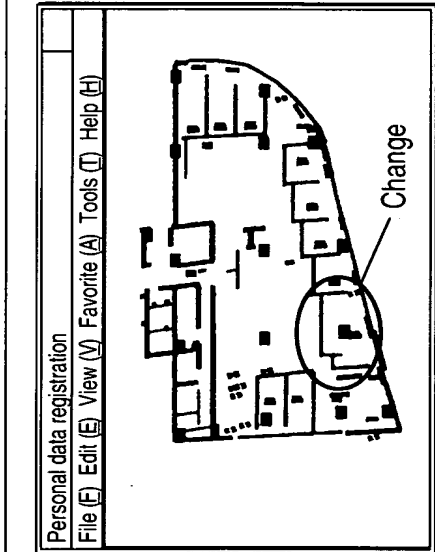 Personal data registration
File (F) Edit (E) View (V) Favorite (A) Tools (T) Help (H)
Change